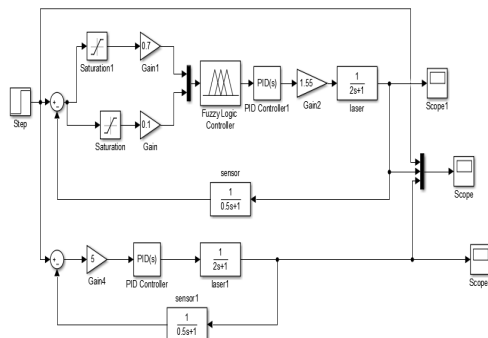 Saturation1
0.7
Gain1
Saturation
0.1
Gain
Fuzzy Logic
Controller
PID(s)
PID Controller1
1.55
Gain2
1
2s+1
laser
Scope1
Step
+
−
sensor
1
0.5s+1
Scope
+
−
5
Gain4
PID(s)
PID Controller
1
2s+1
laser1
Scope
sensor1
1
0.5s+1